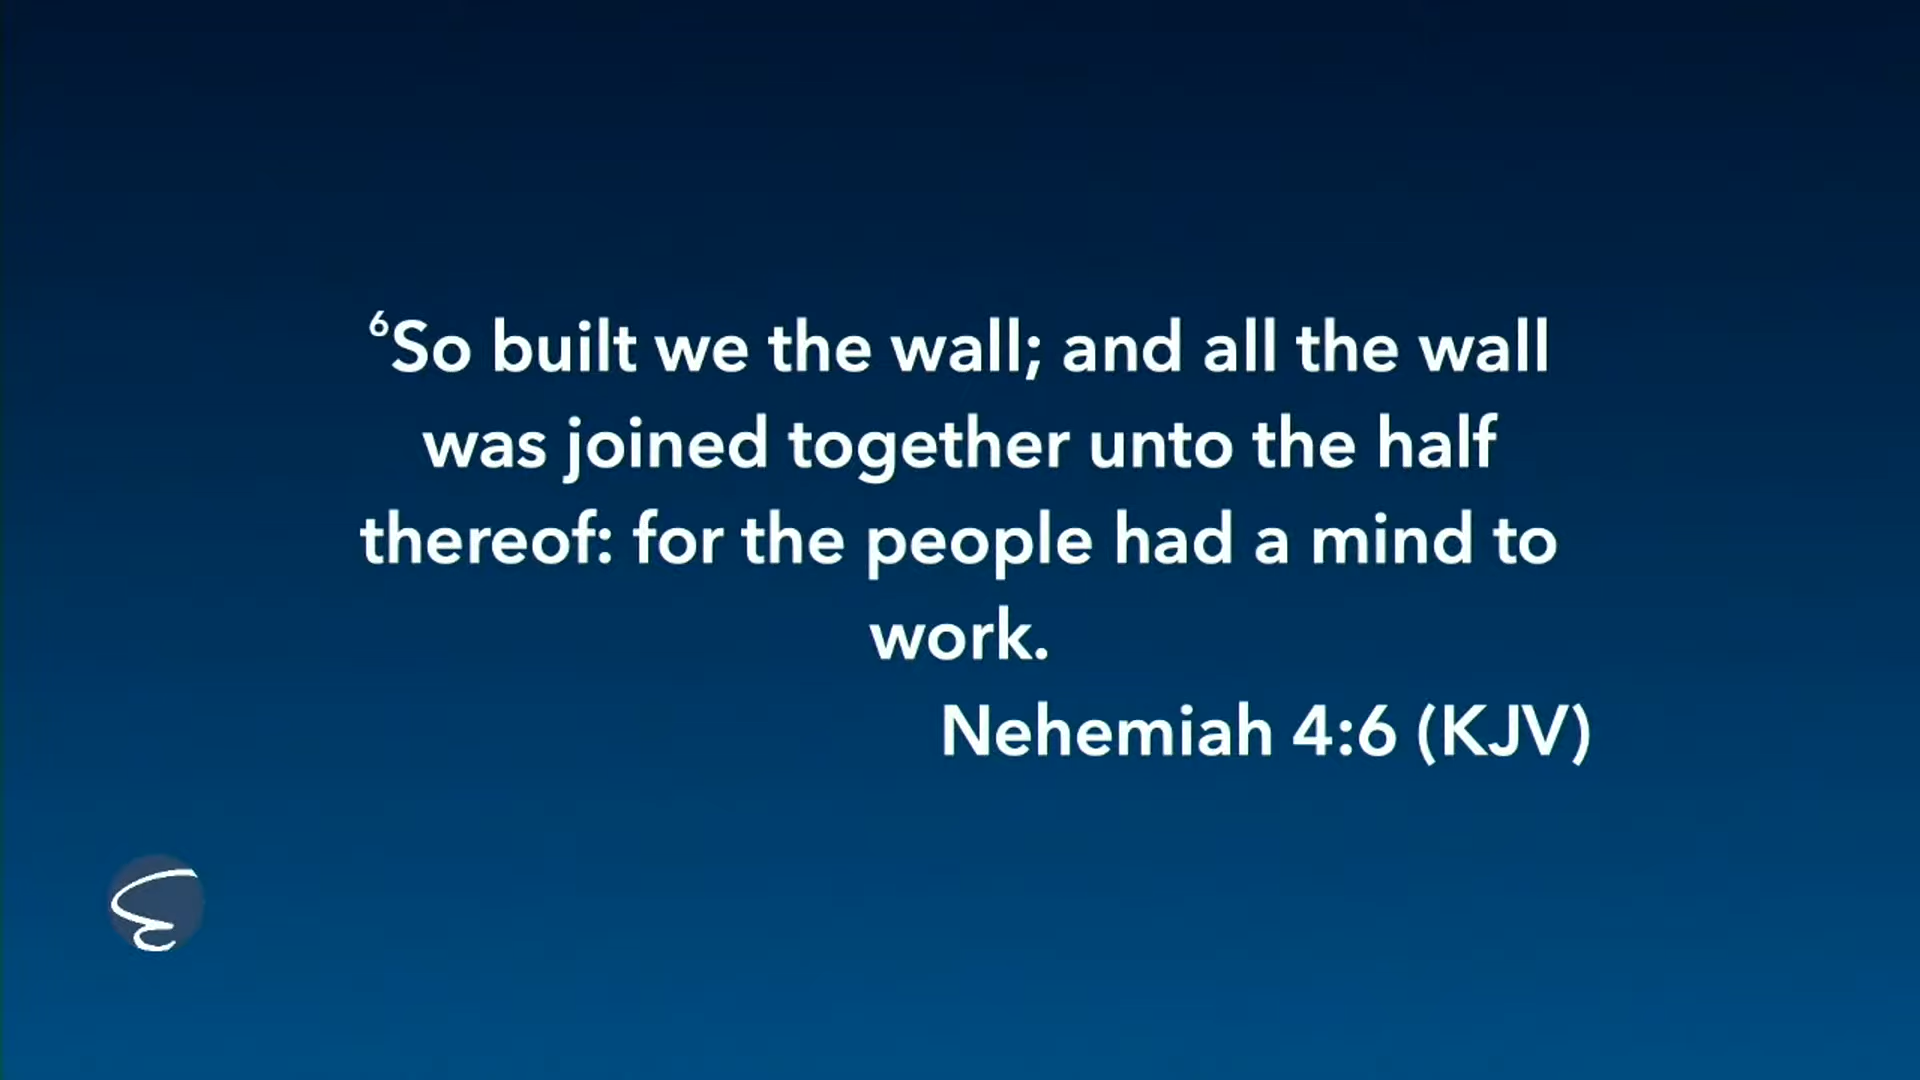 ⁶So built we the wall; and all the wall
was joined together unto the half
thereof: for the people had a mind to
work.
Nehemiah 4:6 (KJV)